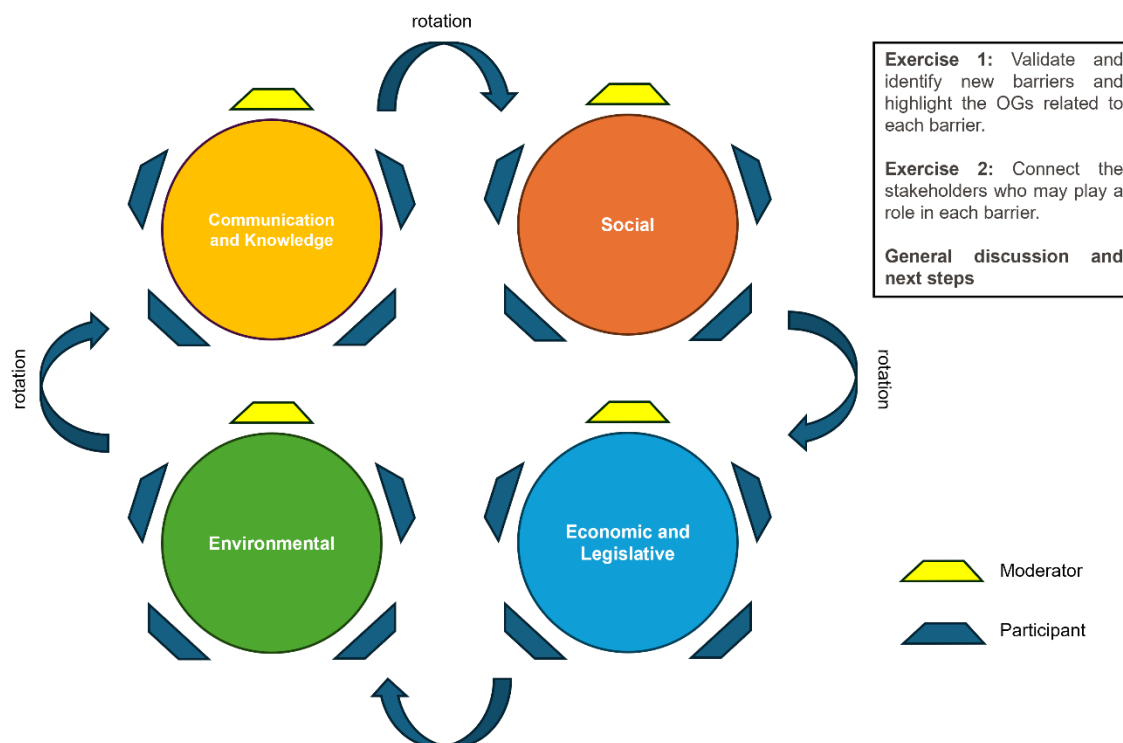 rotation
Exercise 1: Validate and
identify new barriers and
highlight the OGs related to
each barrier.
Exercise 2: Connect the
stakeholders who may play a
role in each barrier.
General discussion and
next steps
Communication
and Knowledge
Social
rotation
rotation
Environmental
Economic and
Legislative
Moderator
Participant